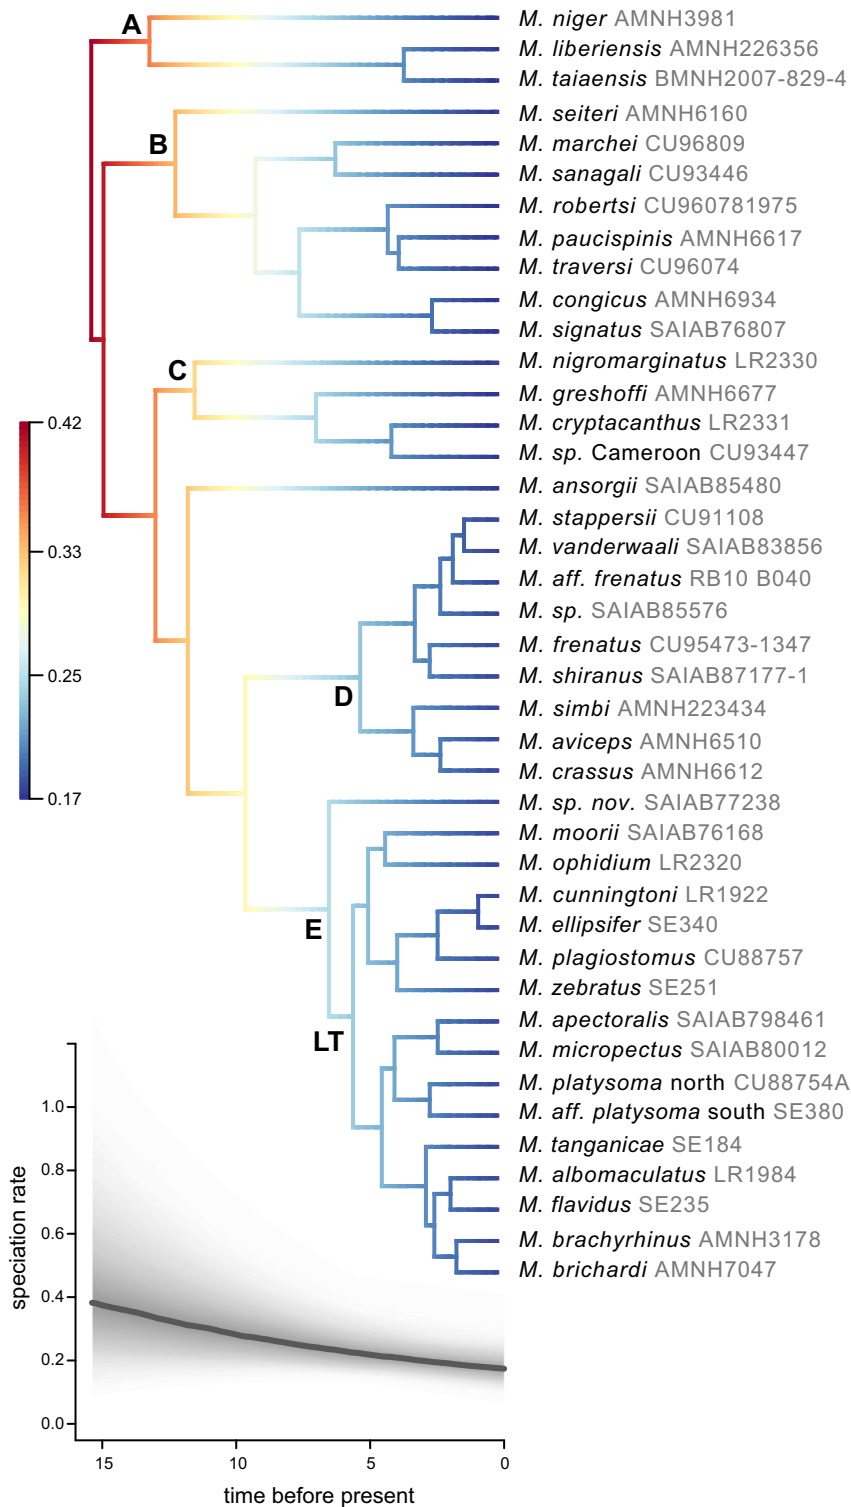 A
M. niger AMNH3981
M. liberiensis AMNH226356
M. taiaensis BMNH2007-829-4
B
M. seiteri AMNH6160
M. marchei CU96809
M. sanagali CU93446
M. robertsi CU960781975
M. paucispinis AMNH6617
M. traversi CU96074
M. congicus AMNH6934
M. signatus SAIAB76807
C
M. nigromarginatus LR2330
M. greshoffi AMNH6677
M. cryptacanthus LR2331
M. sp. Cameroon CU93447
M. ansorgii SAIAB85480
M. stappersii CU91108
M. vanderwaali SAIAB83856
M. aff. frenatus RB10 B040
M. sp. SAIAB85576
M. frenatus CU95473-1347
M. shiranus SAIAB87177-1
D
M. simbi AMNH223434
M. aviceps AMNH6510
M. crassus AMNH6612
M. sp. nov. SAIAB77238
M. moorii SAIAB76168
M. ophidium LR2320
M. cunningtoni LR1922
E
M. ellipsifer SE340
M. plagiostomus CU88757
M. zebratus SE251
M. apectoralis SAIAB798461
LT
M. micropectus SAIAB80012
M. platysoma north CU88754A
M. aff. platysoma south SE380
M. tanganicae SE184
M. albomaculatus LR1984
M. flavidus SE235
M. brachyrhinus AMNH3178
M. brichardi AMNH7047
0.42
0.33
0.25
0.17
speciation rate
1.0
0.8
0.6
0.4
0.2
0.0
15 10 5 0
time before present